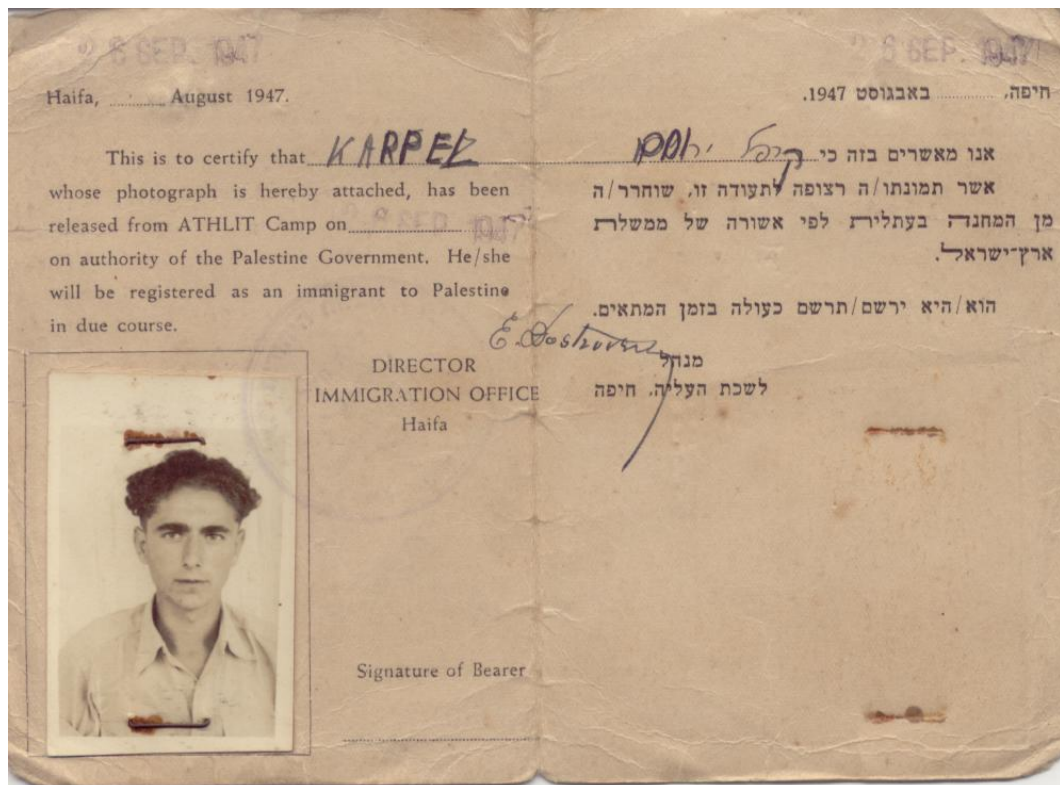 26 SEP. 1947
Haifa, ........ August 1947.
This is to certify that KARPEL
whose photograph is hereby attached, has been
released from ATHLIT Camp on 1947
on authority of the Palestine Government. He/she
will be registered as an immigrant to Palestine
in due course.
DIRECTOR
IMMIGRATION OFFICE
Haifa
Signature of Bearer
26 SEP. 1947
חיפה, ........ באבגוסט 1947.
אנו מאשרים בזה כי קרפל
אשר תמונתו/ה רצופה לתעודה זו, שוחרר/ה
מן המחנה בעתלית לפי אשורה של ממשלת
ארץ־ישראל.
הוא/היא ירשם/תרשם כעולה בזמן המתאים.
מנהל
לשכת העליה, חיפה